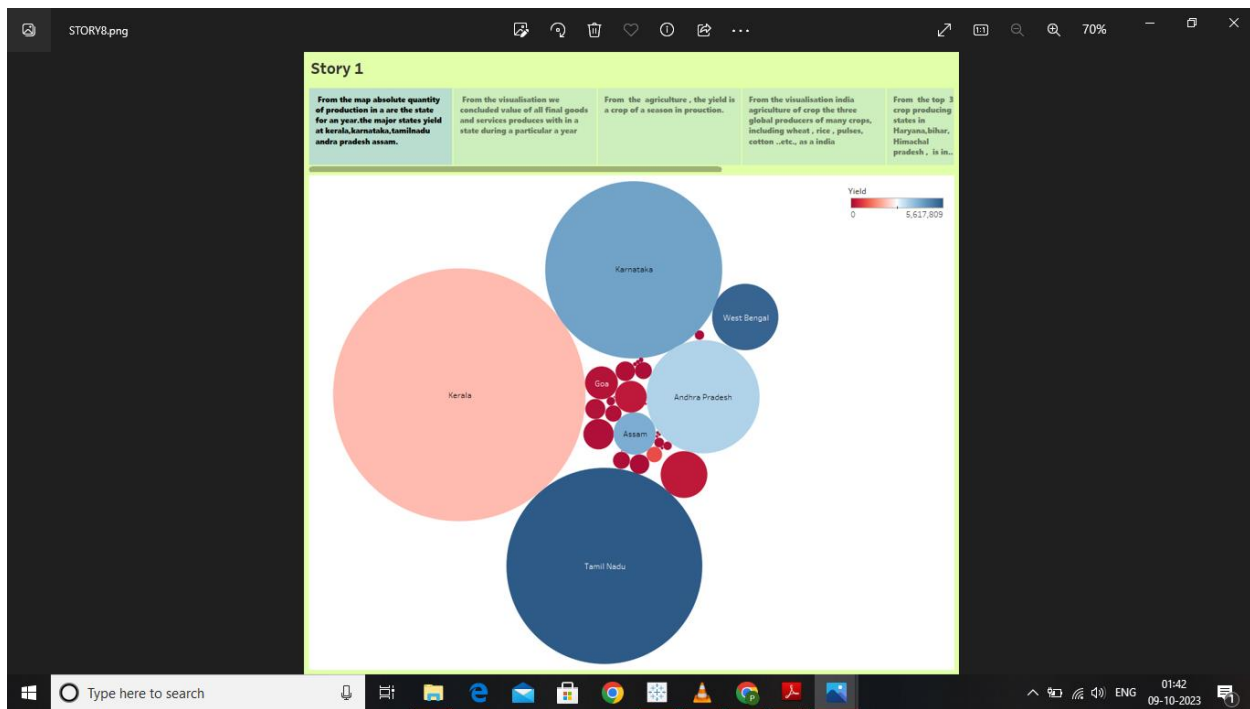 STORY8.png
70%
Story 1
From the map absolute quantity
of production in a are the state
for an year.the major states yield
at kerala,karnataka,tamilnadu
andra pradesh assam.
From the visualisation we
concluded value of all final goods
and services produces with in a
state during a particular a year
From the agriculture , the yield is
a crop of a season in prouction.
From the visualisation india
agriculture of crop the three
global producers of many crops,
including wheat , rice , pulses,
cotton ..etc., as a india
From the top 3
crop producing
states in
Haryana,bihar,
Himachal
pradesh , is in..
Yield
0 5,617,809
Karnataka
West Bengal
Kerala
Goa
Andhra Pradesh
Assam
Tamil Nadu
Type here to search
ENG
01:42
09-10-2023
1